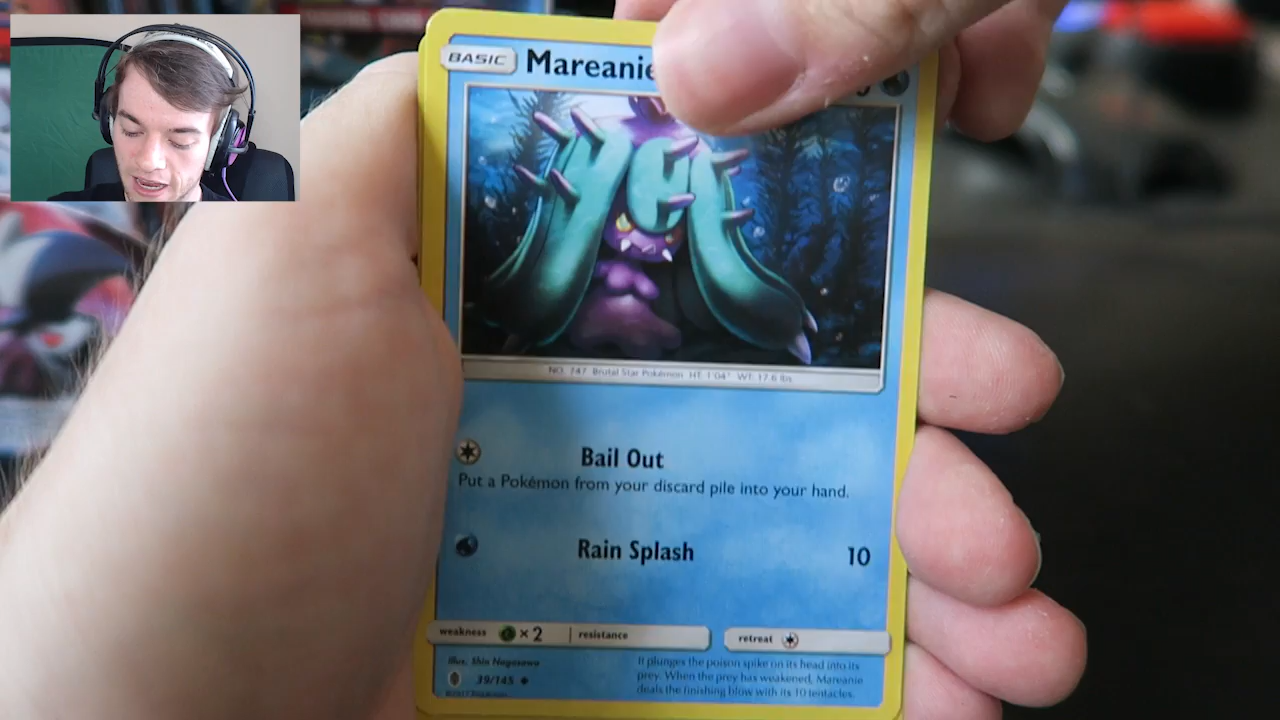 BASIC Mareanie
NO. 747 Brutal Star Pokémon HT: 1'04" WT: 17.6 lbs.
Bail Out
Put a Pokémon from your discard pile into your hand.
Rain Splash 10
weakness ×2 resistance retreat
illus. Shin Nagasawa
39/145
©2017 Pokémon
It plunges the poison spike on its head into its
prey. When the prey has weakened, Mareanie
deals the finishing blow with its 10 tentacles.